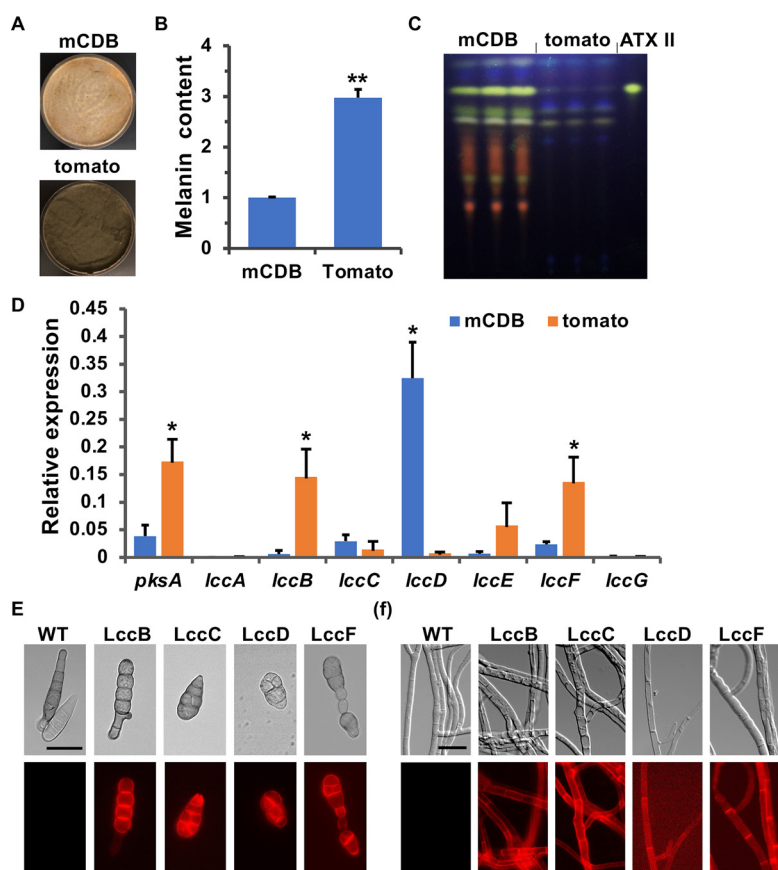 A
mCDB
tomato
B
Melanin content
4
3
2
1
0
**
mCDB Tomato
C
mCDB tomato ATX II
D
mCDB tomato
Relative expression
0.45
0.4
0.35
0.3
0.25
0.2
0.15
0.1
0.05
0
* * * *
pksA lccA lccB lccC lccD lccE lccF lccG
E
WT LccB LccC LccD LccF
(f)
WT LccB LccC LccD LccF